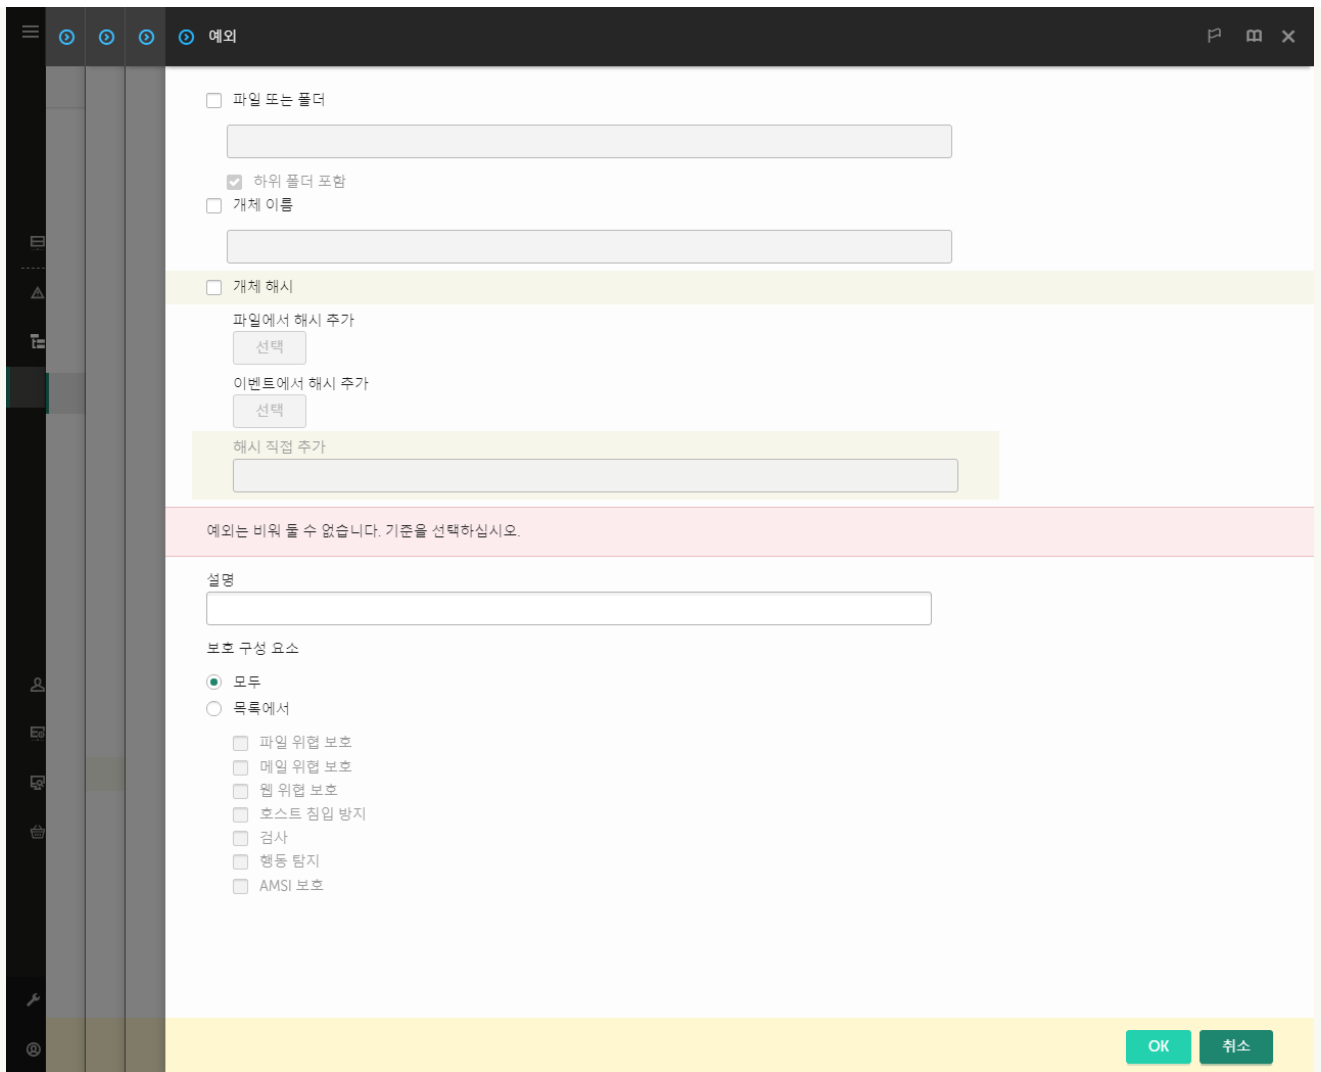 예외
파일 또는 폴더
하위 폴더 포함
개체 이름
개체 해시
파일에서 해시 추가
선택
이벤트에서 해시 추가
선택
해시 직접 추가
예외는 비워 둘 수 없습니다. 기준을 선택하십시오.
설명
보호 구성 요소
모두
목록에서
파일 위협 보호
메일 위협 보호
웹 위협 보호
호스트 침입 방지
검사
행동 탐지
AMSI 보호
OK
취소